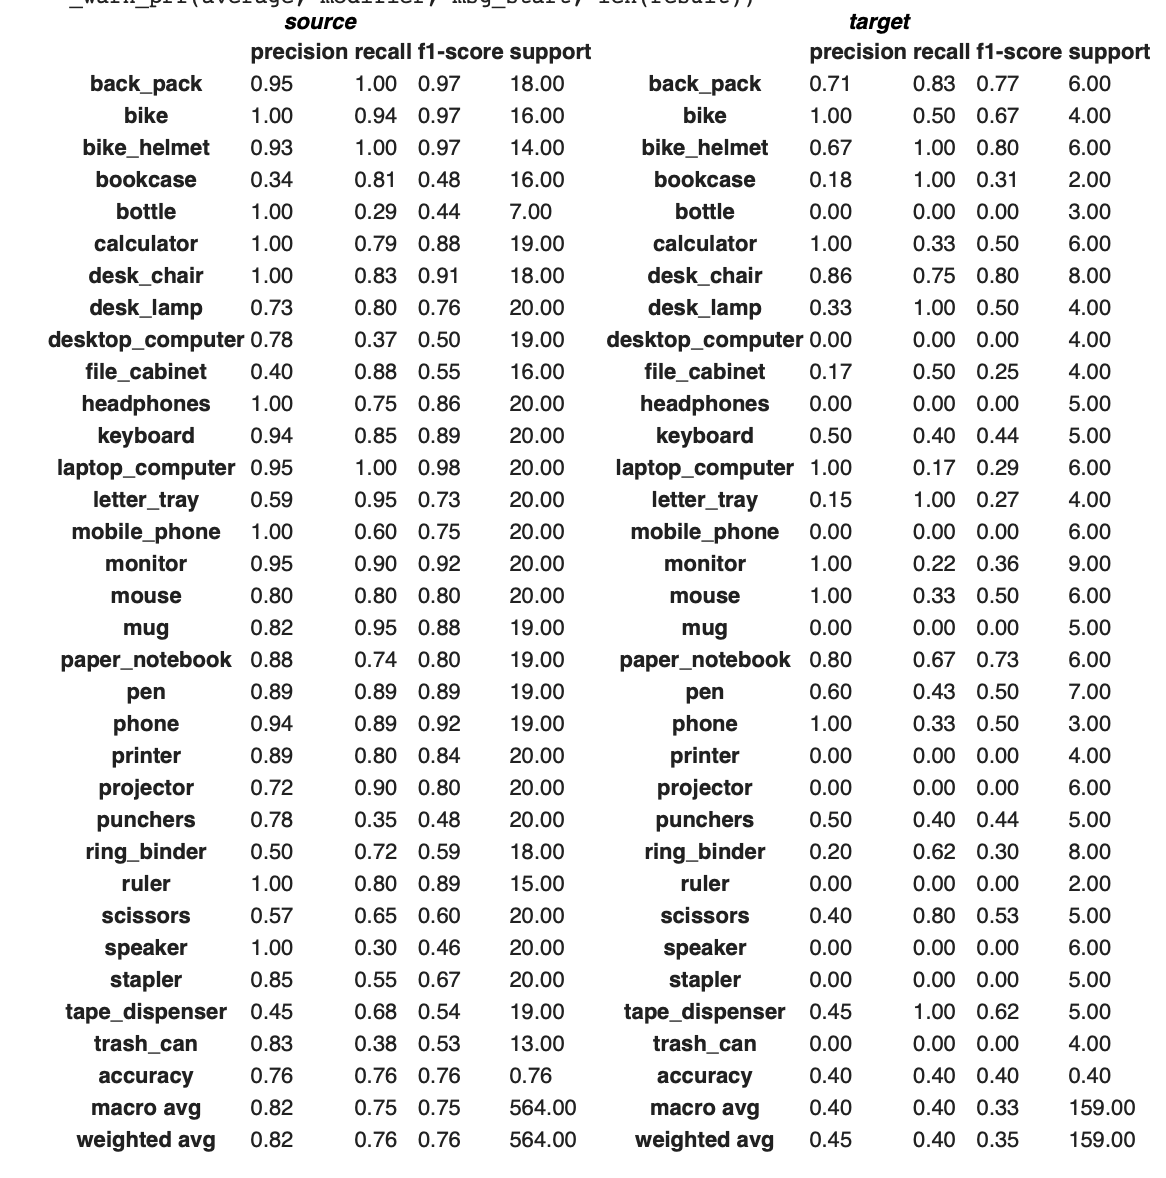 _warn_prf(average, modifier, msg_start, len(result))
source target
precision recall f1-score support precision recall f1-score support
back_pack 0.95 1.00 0.97 18.00 back_pack 0.71 0.83 0.77 6.00
bike 1.00 0.94 0.97 16.00 bike 1.00 0.50 0.67 4.00
bike_helmet 0.93 1.00 0.97 14.00 bike_helmet 0.67 1.00 0.80 6.00
bookcase 0.34 0.81 0.48 16.00 bookcase 0.18 1.00 0.31 2.00
bottle 1.00 0.29 0.44 7.00 bottle 0.00 0.00 0.00 3.00
calculator 1.00 0.79 0.88 19.00 calculator 1.00 0.33 0.50 6.00
desk_chair 1.00 0.83 0.91 18.00 desk_chair 0.86 0.75 0.80 8.00
desk_lamp 0.73 0.80 0.76 20.00 desk_lamp 0.33 1.00 0.50 4.00
desktop_computer 0.78 0.37 0.50 19.00 desktop_computer 0.00 0.00 0.00 4.00
file_cabinet 0.40 0.88 0.55 16.00 file_cabinet 0.17 0.50 0.25 4.00
headphones 1.00 0.75 0.86 20.00 headphones 0.00 0.00 0.00 5.00
keyboard 0.94 0.85 0.89 20.00 keyboard 0.50 0.40 0.44 5.00
laptop_computer 0.95 1.00 0.98 20.00 laptop_computer 1.00 0.17 0.29 6.00
letter_tray 0.59 0.95 0.73 20.00 letter_tray 0.15 1.00 0.27 4.00
mobile_phone 1.00 0.60 0.75 20.00 mobile_phone 0.00 0.00 0.00 6.00
monitor 0.95 0.90 0.92 20.00 monitor 1.00 0.22 0.36 9.00
mouse 0.80 0.80 0.80 20.00 mouse 1.00 0.33 0.50 6.00
mug 0.82 0.95 0.88 19.00 mug 0.00 0.00 0.00 5.00
paper_notebook 0.88 0.74 0.80 19.00 paper_notebook 0.80 0.67 0.73 6.00
pen 0.89 0.89 0.89 19.00 pen 0.60 0.43 0.50 7.00
phone 0.94 0.89 0.92 19.00 phone 1.00 0.33 0.50 3.00
printer 0.89 0.80 0.84 20.00 printer 0.00 0.00 0.00 4.00
projector 0.72 0.90 0.80 20.00 projector 0.00 0.00 0.00 6.00
punchers 0.78 0.35 0.48 20.00 punchers 0.50 0.40 0.44 5.00
ring_binder 0.50 0.72 0.59 18.00 ring_binder 0.20 0.62 0.30 8.00
ruler 1.00 0.80 0.89 15.00 ruler 0.00 0.00 0.00 2.00
scissors 0.57 0.65 0.60 20.00 scissors 0.40 0.80 0.53 5.00
speaker 1.00 0.30 0.46 20.00 speaker 0.00 0.00 0.00 6.00
stapler 0.85 0.55 0.67 20.00 stapler 0.00 0.00 0.00 5.00
tape_dispenser 0.45 0.68 0.54 19.00 tape_dispenser 0.45 1.00 0.62 5.00
trash_can 0.83 0.38 0.53 13.00 trash_can 0.00 0.00 0.00 4.00
accuracy 0.76 0.76 0.76 0.76 accuracy 0.40 0.40 0.40 0.40
macro avg 0.82 0.75 0.75 564.00 macro avg 0.40 0.40 0.33 159.00
weighted avg 0.82 0.76 0.76 564.00 weighted avg 0.45 0.40 0.35 159.00